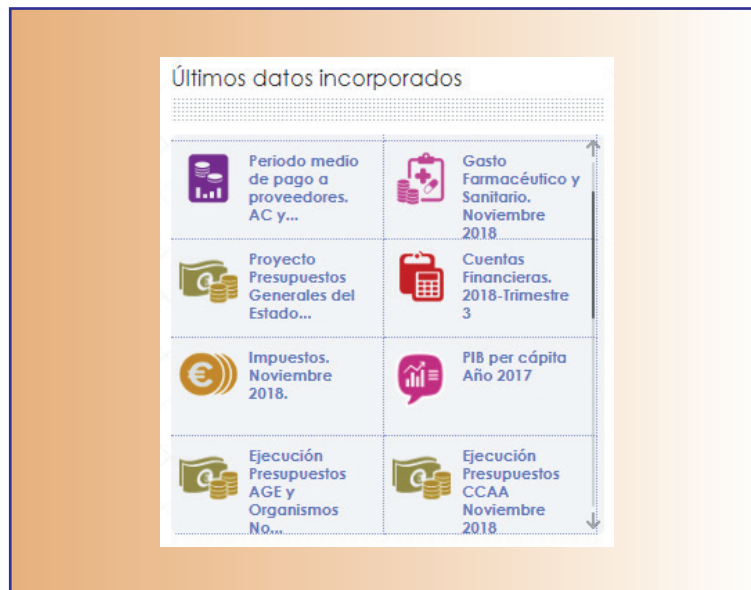 Últimos datos incorporados
Periodo medio
de pago a
proveedores.
AC y...
Gasto
Farmacéutico y
Sanitario.
Noviembre
2018
Proyecto
Presupuestos
Generales del
Estado...
Cuentas
Financieras.
2018-Trimestre
3
Impuestos.
Noviembre
2018.
PIB per cápita
Año 2017
Ejecución
Presupuestos
AGE y
Organismos
No...
Ejecución
Presupuestos
CCAA
Noviembre
2018